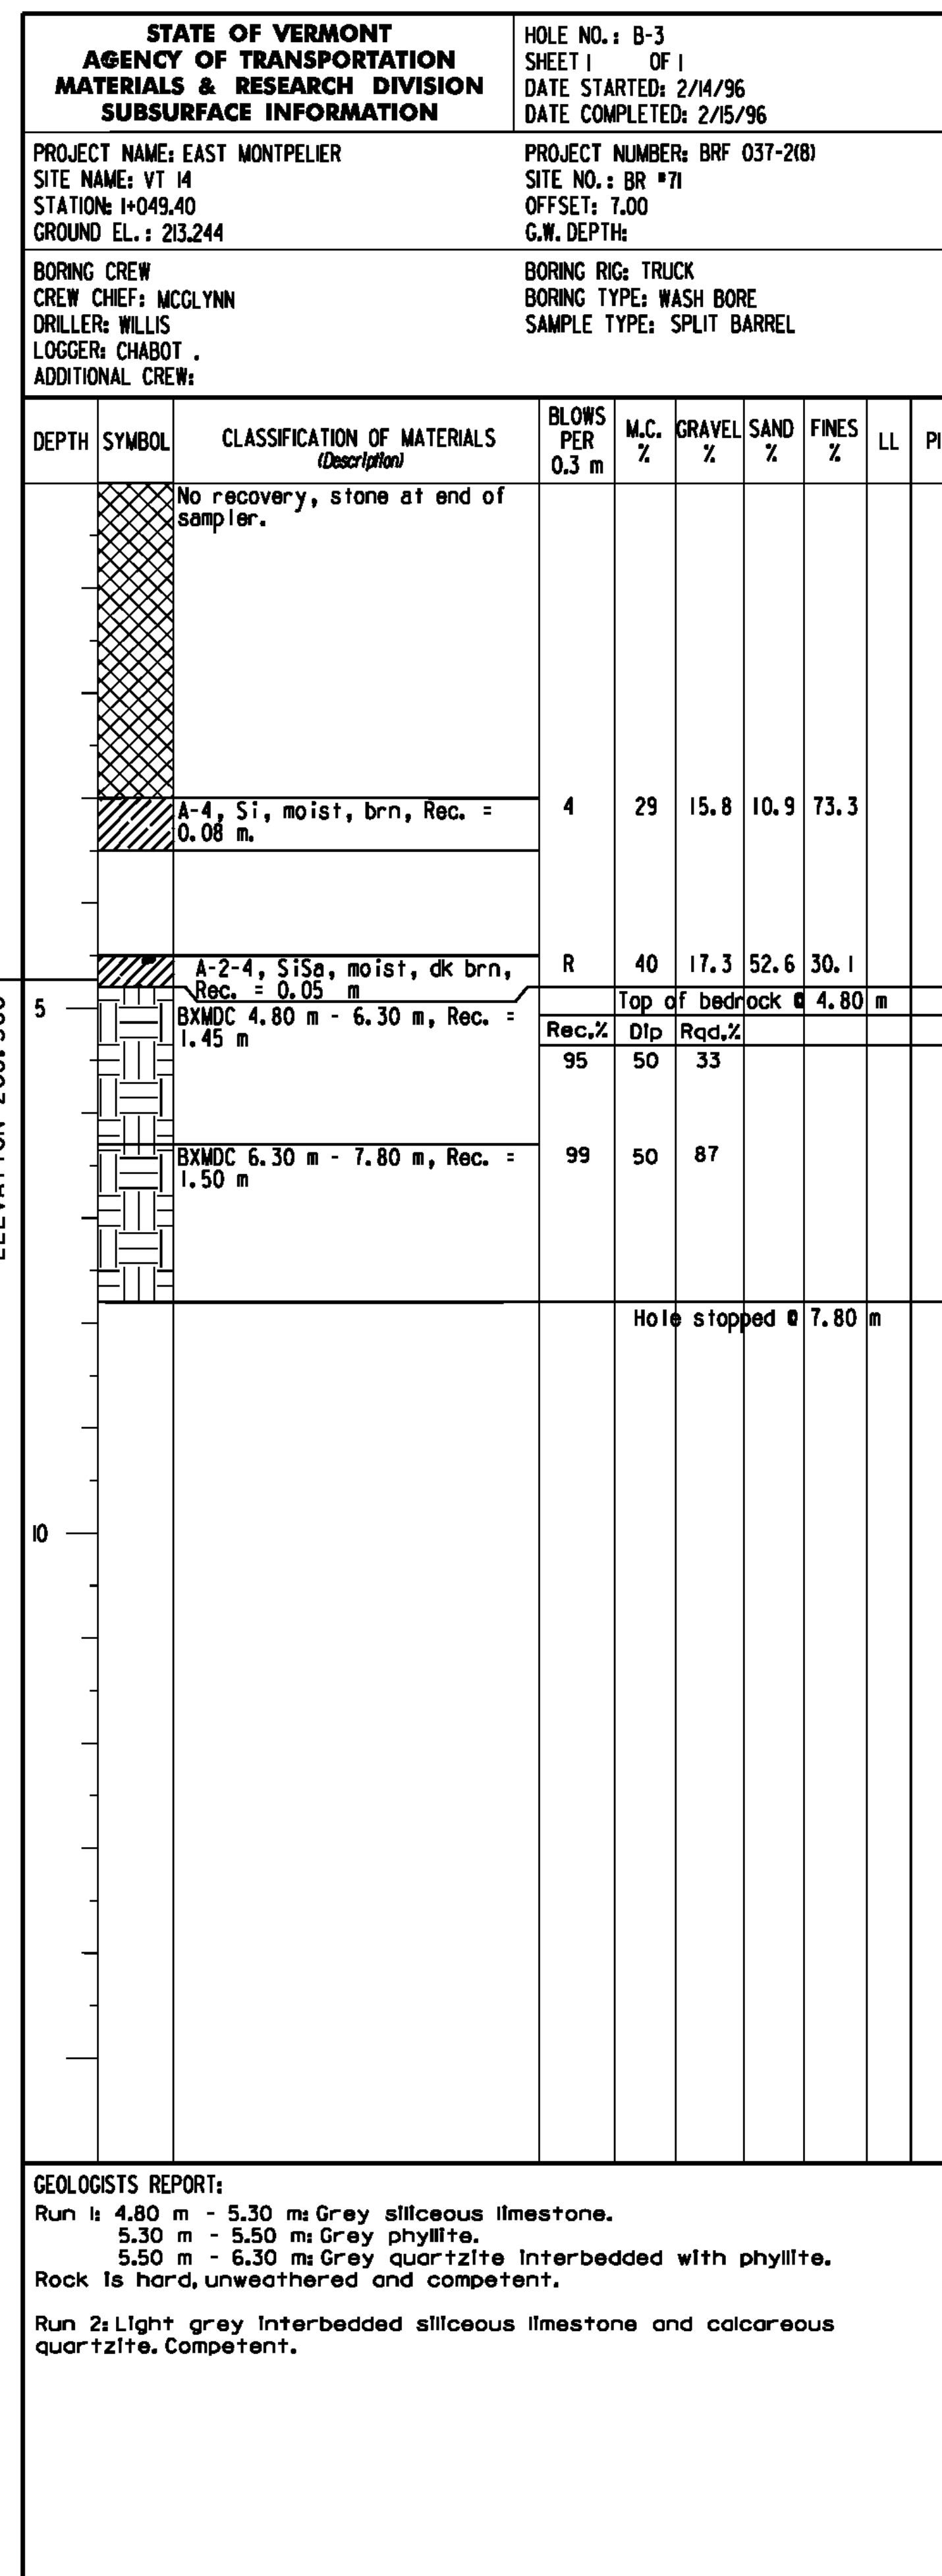 STATE OF VERMONT
AGENCY OF TRANSPORTATION
MATERIALS & RESEARCH DIVISION
SUBSURFACE INFORMATION
HOLE NO.: B-3
SHEET 1 OF 1
DATE STARTED: 2/14/96
DATE COMPLETED: 2/15/96
PROJECT NAME: EAST MONTPELIER
SITE NAME: VT 14
STATION: 1+049.40
GROUND EL.: 213.244
PROJECT NUMBER: BRF 037-2(8)
SITE NO.: BR #71
OFFSET: 7.00
G.W. DEPTH:
BORING CREW
CREW CHIEF: MCGLYNN
DRILLER: WILLIS
LOGGER: CHABOT .
ADDITIONAL CREW:
BORING RIG: TRUCK
BORING TYPE: WASH BORE
SAMPLE TYPE: SPLIT BARREL
DEPTH SYMBOL CLASSIFICATION OF MATERIALS (Description) BLOWS PER 0.3 m M.C. % GRAVEL % SAND % FINES % LL PI
No recovery, stone at end of
sampler.
A-4, Si, moist, brn, Rec. = 4 29 15.8 10.9 73.3
0.08 m.
A-2-4, SiSa, moist, dk brn, R 40 17.3 52.6 30.1
Rec. = 0.05 m
Top of bedrock @ 4.80 m
5 BXMDC 4.80 m - 6.30 m, Rec. =
1.45 m
Rec.% Dip Rqd.%
95 50 33
BXMDC 6.30 m - 7.80 m, Rec. = 99 50 87
1.50 m
Hole stopped @ 7.80 m
10
GEOLOGISTS REPORT:
Run 1: 4.80 m - 5.30 m: Grey siliceous limestone.
5.30 m - 5.50 m: Grey phyllite.
5.50 m - 6.30 m: Grey quartzite interbedded with phyllite.
Rock is hard, unweathered and competent.
Run 2: Light grey interbedded siliceous limestone and calcareous
quartzite. Competent.